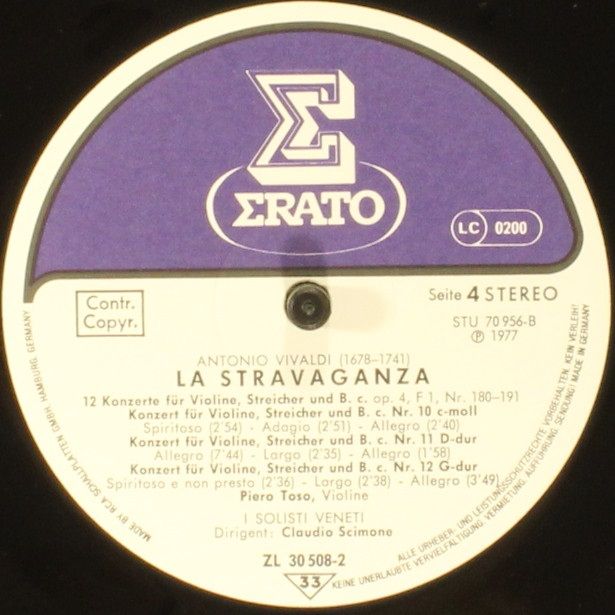 Σ
ΣRATO
LC 0200
Contr.
Copyr.
Seite 4 STEREO
STU 70 956-B
℗ 1977
ANTONIO VIVALDI (1678–1741)
LA STRAVAGANZA
12 Konzerte für Violine, Streicher und B. c. op. 4, F 1, Nr. 180–191
Konzert für Violine, Streicher und B. c. Nr. 10 c-moll
Spiritoso (2'54) - Adagio (2'51) - Allegro (2'40)
Konzert für Violine, Streicher und B. c. Nr. 11 D-dur
Allegro (7'44) - Largo (2'35) - Allegro (1'58)
Konzert für Violine, Streicher und B. c. Nr. 12 G-dur
Spiritoso e non presto (2'36) - Largo (2'38) - Allegro (3'49)
Piero Toso, Violine
I SOLISTI VENETI
Dirigent: Claudio Scimone
ZL 30 508-2
33
MADE BY RCA SCHALLPLATTEN GMBH HAMBURG, GERMANY
ALLE URHEBER- UND LEISTUNGSSCHUTZRECHTE VORBEHALTEN. KEIN VERLEIH!
KEINE UNERLAUBTE VERVIELFÄLTIGUNG, VERMIETUNG, AUFFÜHRUNG, SENDUNG! MADE IN GERMANY